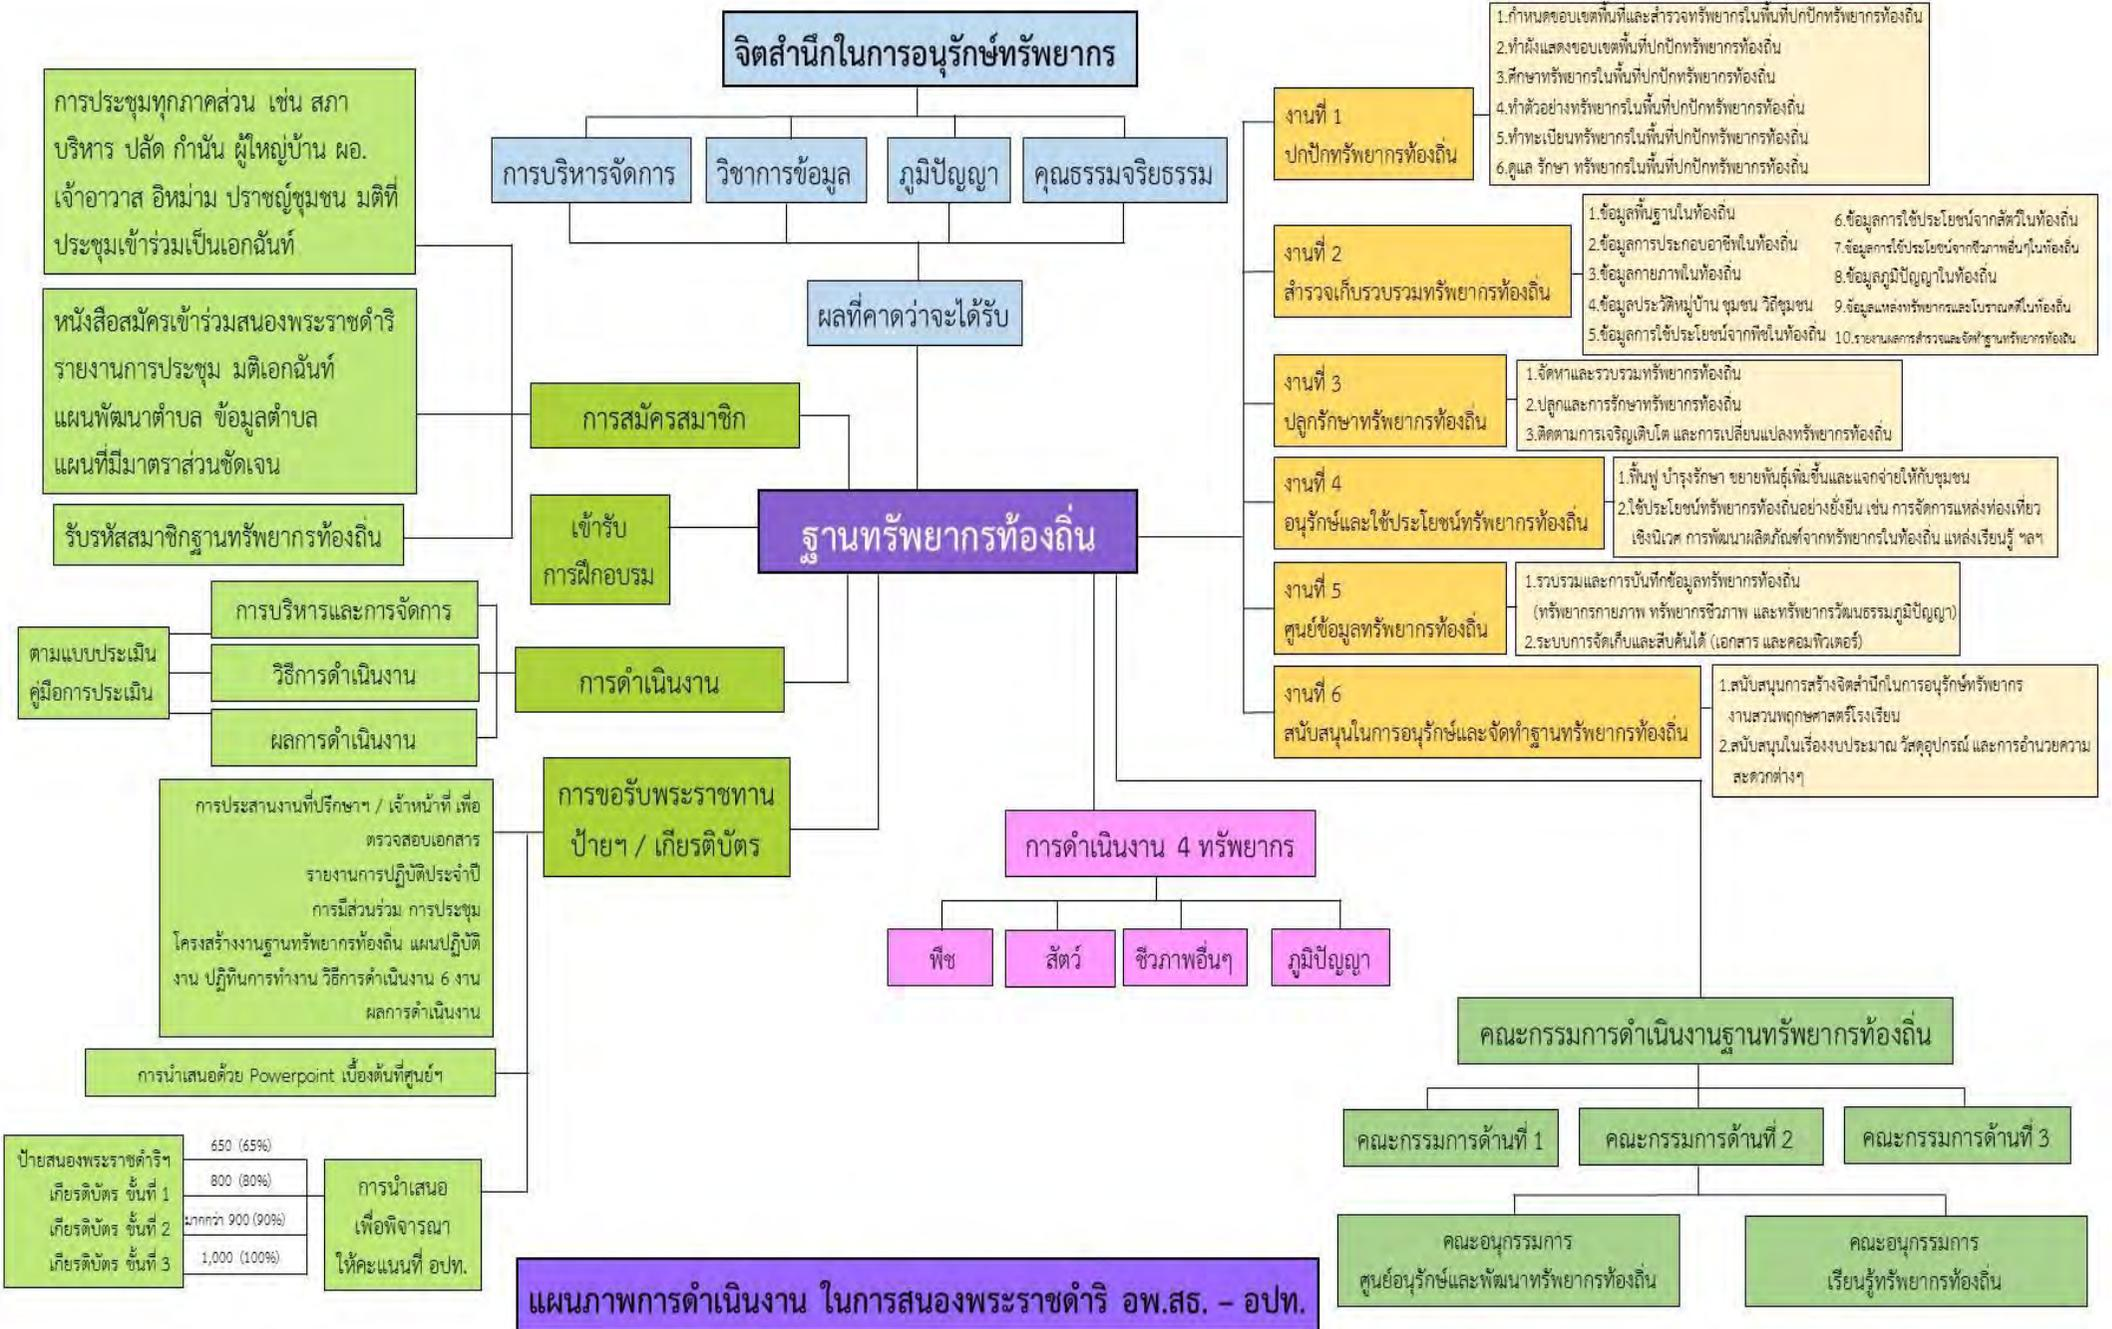 จิตสำนึกในการอนุรักษ์ทรัพยากร
การบริหารจัดการ
วิชาการข้อมูล
ภูมิปัญญา
คุณธรรมจริยธรรม
ผลที่คาดว่าจะได้รับ
การประชุมทุกภาคส่วน เช่น สภา
บริหาร ปลัด กำนัน ผู้ใหญ่บ้าน ผอ.
เจ้าอาวาส อิหม่าม ปราชญ์ชุมชน มติที่
ประชุมเข้าร่วมเป็นเอกฉันท์
หนังสือสมัครเข้าร่วมสนองพระราชดำริ
รายงานการประชุม มติเอกฉันท์
แผนพัฒนาตำบล ข้อมูลตำบล
แผนที่มีมาตราส่วนชัดเจน
รับรหัสสมาชิกฐานทรัพยากรท้องถิ่น
การสมัครสมาชิก
เข้ารับ
การฝึกอบรม
ฐานทรัพยากรท้องถิ่น
การบริหารและการจัดการ
วิธีการดำเนินงาน
ผลการดำเนินงาน
ตามแบบประเมิน
คู่มือการประเมิน
การดำเนินงาน
การขอรับพระราชทาน
ป้ายฯ / เกียรติบัตร
การประสานงานที่ปรึกษาฯ / เจ้าหน้าที่ เพื่อ
ตรวจสอบเอกสาร
รายงานการปฏิบัติประจำปี
การมีส่วนร่วม การประชุม
โครงสร้างงานฐานทรัพยากรท้องถิ่น แผนปฏิบัติ
งาน ปฏิทินการทำงาน วิธีการดำเนินงาน 6 งาน
ผลการดำเนินงาน
การนำเสนอด้วย Powerpoint เบื้องต้นที่ศูนย์ฯ
ป้ายสนองพระราชดำริฯ
เกียรติบัตร ขั้นที่ 1
เกียรติบัตร ขั้นที่ 2
เกียรติบัตร ขั้นที่ 3
650 (65%)
800 (80%)
มากกว่า 900 (90%)
1,000 (100%)
การนำเสนอ
เพื่อพิจารณา
ให้คะแนนที่ อปท.
งานที่ 1
ปกปักทรัพยากรท้องถิ่น
1.กำหนดขอบเขตพื้นที่และสำรวจทรัพยากรในพื้นที่ปกปักทรัพยากรท้องถิ่น
2.ทำผังแสดงขอบเขตพื้นที่ปกปักทรัพยากรท้องถิ่น
3.ศึกษาทรัพยากรในพื้นที่ปกปักทรัพยากรท้องถิ่น
4.ทำตัวอย่างทรัพยากรในพื้นที่ปกปักทรัพยากรท้องถิ่น
5.ทำทะเบียนทรัพยากรในพื้นที่ปกปักทรัพยากรท้องถิ่น
6.ดูแล รักษา ทรัพยากรในพื้นที่ปกปักทรัพยากรท้องถิ่น
งานที่ 2
สำรวจเก็บรวบรวมทรัพยากรท้องถิ่น
1.ข้อมูลพื้นฐานในท้องถิ่น
2.ข้อมูลการประกอบอาชีพในท้องถิ่น
3.ข้อมูลกายภาพในท้องถิ่น
4.ข้อมูลประวัติหมู่บ้าน ชุมชน วิถีชุมชน
5.ข้อมูลการใช้ประโยชน์จากพืชในท้องถิ่น
6.ข้อมูลการใช้ประโยชน์จากสัตว์ในท้องถิ่น
7.ข้อมูลการใช้ประโยชน์จากชีวภาพอื่นๆในท้องถิ่น
8.ข้อมูลภูมิปัญญาในท้องถิ่น
9.ข้อมูลแหล่งทรัพยากรและโบราณคดีในท้องถิ่น
10.รายงานผลการสำรวจและจัดทำฐานทรัพยากรท้องถิ่น
งานที่ 3
ปลูกรักษาทรัพยากรท้องถิ่น
1.จัดหาและรวบรวมทรัพยากรท้องถิ่น
2.ปลูกและการรักษาทรัพยากรท้องถิ่น
3.ติดตามการเจริญเติบโต และการเปลี่ยนแปลงทรัพยากรท้องถิ่น
งานที่ 4
อนุรักษ์และใช้ประโยชน์ทรัพยากรท้องถิ่น
1.ฟื้นฟู บำรุงรักษา ขยายพันธุ์เพิ่มขึ้นและแจกจ่ายให้กับชุมชน
2.ใช้ประโยชน์ทรัพยากรท้องถิ่นอย่างยั่งยืน เช่น การจัดการแหล่งท่องเที่ยว
เชิงนิเวศ การพัฒนาผลิตภัณฑ์จากทรัพยากรในท้องถิ่น แหล่งเรียนรู้ ฯลฯ
งานที่ 5
ศูนย์ข้อมูลทรัพยากรท้องถิ่น
1.รวบรวมและการบันทึกข้อมูลทรัพยากรท้องถิ่น
(ทรัพยากรกายภาพ ทรัพยากรชีวภาพ และทรัพยากรวัฒนธรรมภูมิปัญญา)
2.ระบบการจัดเก็บและสืบค้นได้ (เอกสาร และคอมพิวเตอร์)
งานที่ 6
สนับสนุนในการอนุรักษ์และจัดทำฐานทรัพยากรท้องถิ่น
1.สนับสนุนการสร้างจิตสำนึกในการอนุรักษ์ทรัพยากร
งานสวนพฤกษศาสตร์โรงเรียน
2.สนับสนุนในเรื่องงบประมาณ วัสดุอุปกรณ์ และการอำนวยความ
สะดวกต่างๆ
การดำเนินงาน 4 ทรัพยากร
พืช
สัตว์
ชีวภาพอื่นๆ
ภูมิปัญญา
คณะกรรมการดำเนินงานฐานทรัพยากรท้องถิ่น
คณะกรรมการด้านที่ 1
คณะกรรมการด้านที่ 2
คณะกรรมการด้านที่ 3
คณะอนุกรรมการ
ศูนย์อนุรักษ์และพัฒนาทรัพยากรท้องถิ่น
คณะอนุกรรมการ
เรียนรู้ทรัพยากรท้องถิ่น
แผนภาพการดำเนินงาน ในการสนองพระราชดำริ อพ.สธ. – อปท.